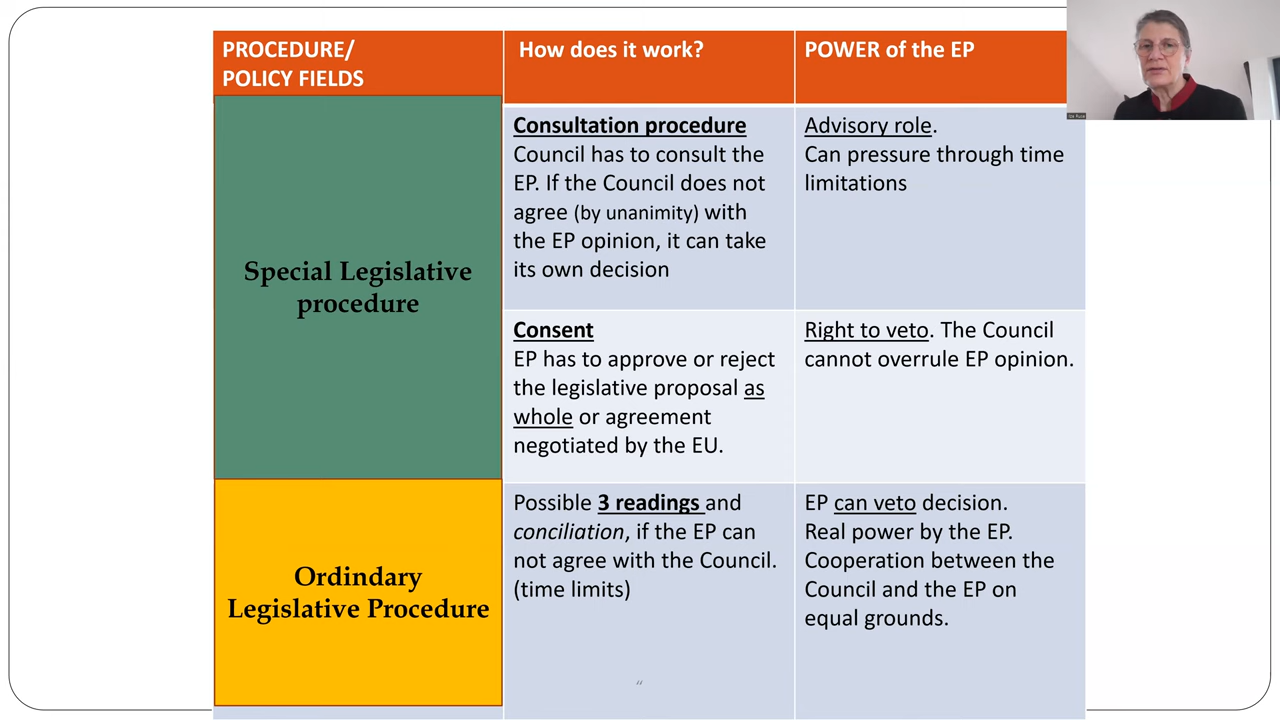 PROCEDURE/
POLICY FIELDS
How does it work?
POWER of the EP
Special Legislative
procedure
Consultation procedure
Council has to consult the
EP. If the Council does not
agree (by unanimity) with
the EP opinion, it can take
its own decision
Advisory role.
Can pressure through time
limitations
Consent
EP has to approve or reject
the legislative proposal as
whole or agreement
negotiated by the EU.
Right to veto. The Council
cannot overrule EP opinion.
Ordindary
Legislative Procedure
Possible 3 readings and
conciliation, if the EP can
not agree with the Council.
(time limits)
EP can veto decision.
Real power by the EP.
Cooperation between the
Council and the EP on
equal grounds.
“